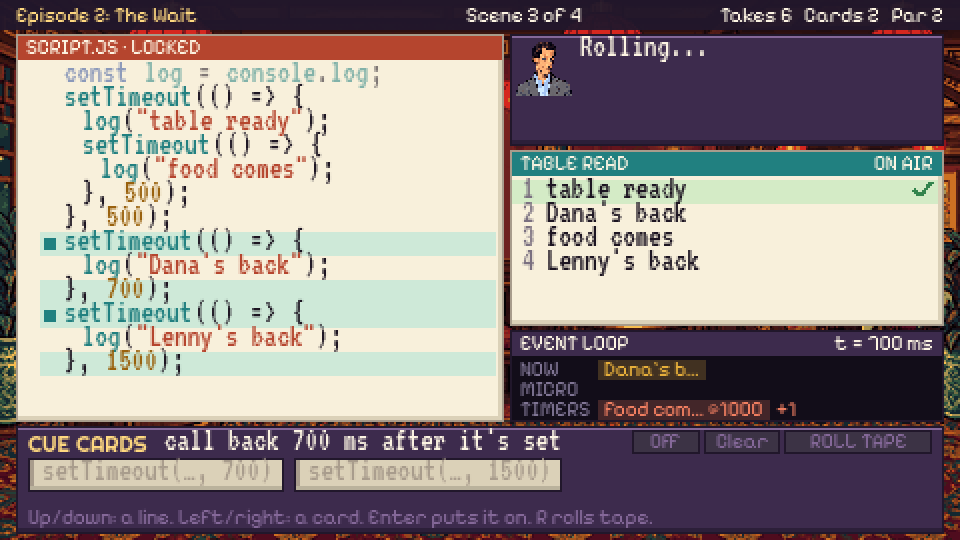 Episode 2: The Wait
Scene 3 of 4
Takes 6 Cards 2 Par 2
SCRIPT.JS · LOCKED
const log = console.log;
setTimeout(() => {
log("table ready");
setTimeout(() => {
log("food comes");
}, 500);
}, 500);
setTimeout(() => {
log("Dana's back");
}, 700);
setTimeout(() => {
log("Lenny's back");
}, 1500);
Rolling...
TABLE READ ON AIR
1 table ready
2 Dana's back
3 food comes
4 Lenny's back
EVENT LOOP t = 700 ms
NOW Dana's b...
MICRO
TIMERS Food com... @1000 +1
CUE CARDS call back 700 ms after it's set
Off Clear ROLL TAPE
setTimeout(…, 700) setTimeout(…, 1500)
Up/down: a line. Left/right: a card. Enter puts it on. R rolls tape.